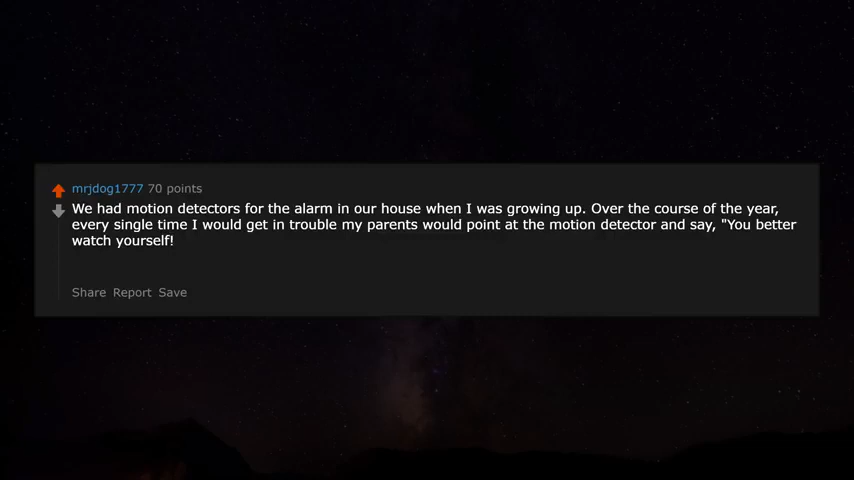 mrjdog1777 70 points
We had motion detectors for the alarm in our house when I was growing up. Over the course of the year,
every single time I would get in trouble my parents would point at the motion detector and say, "You better
watch yourself!
Share Report Save